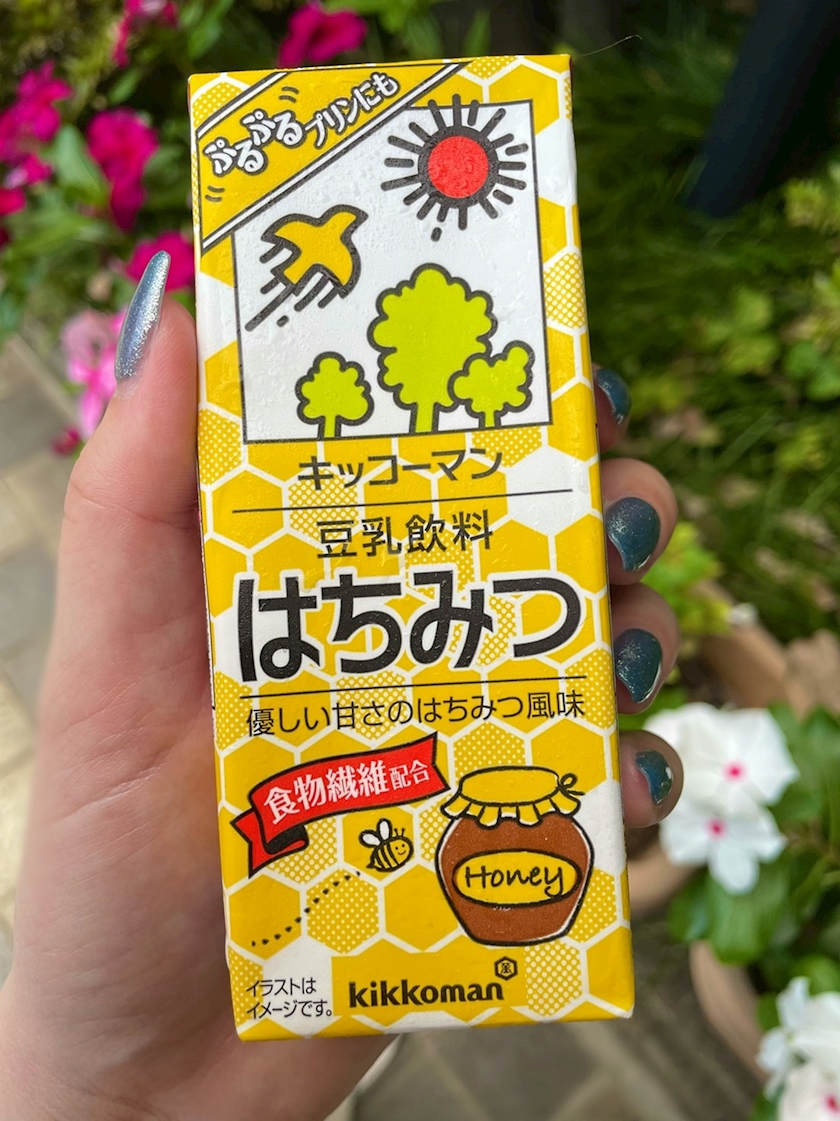 ぷるぷるプリンにも
キッコーマン
豆乳飲料
はちみつ
優しい甘さのはちみつ風味
食物繊維配合
Honey
イラストは
イメージです。
kikkoman